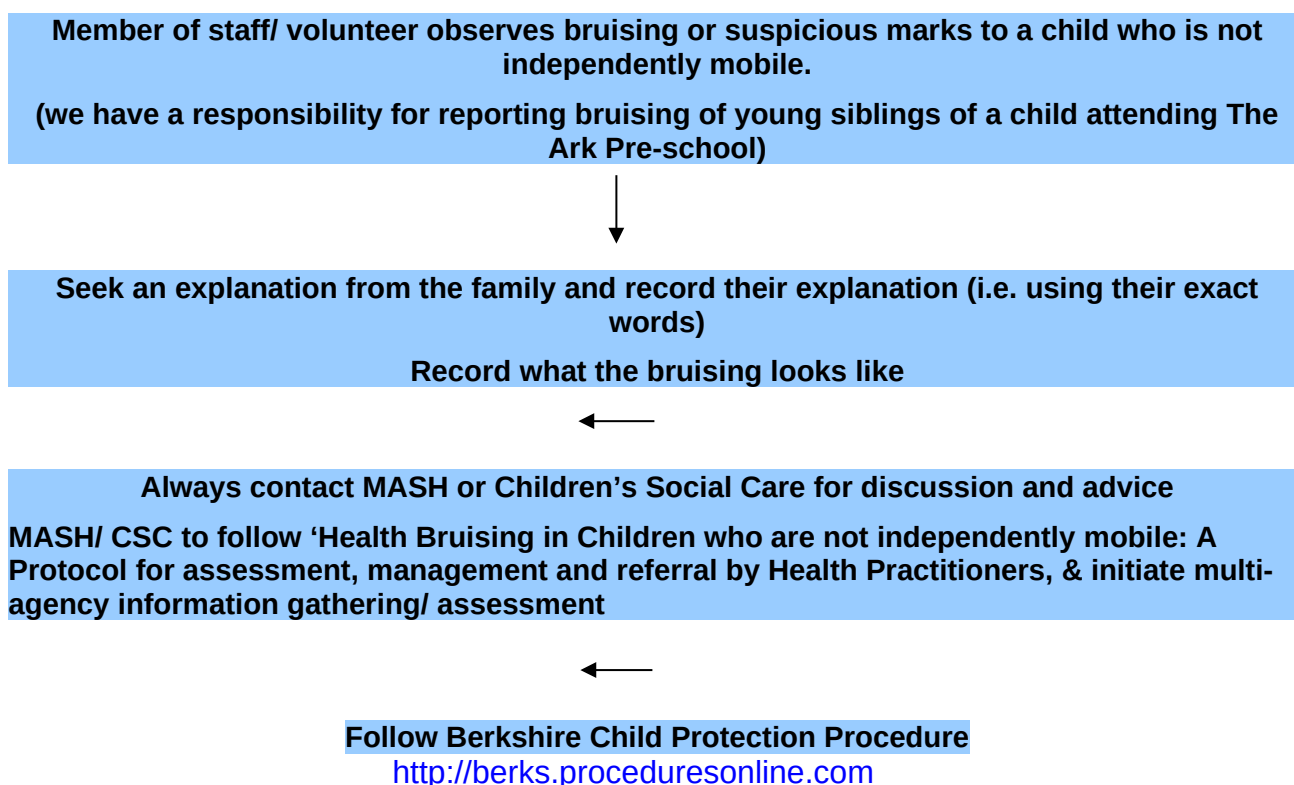 Member of staff/ volunteer observes bruising or suspicious marks to a child who is not
independently mobile.
(we have a responsibility for reporting bruising of young siblings of a child attending The
Ark Pre-school)
Seek an explanation from the family and record their explanation (i.e. using their exact
words)
Record what the bruising looks like
Always contact MASH or Children’s Social Care for discussion and advice
MASH/ CSC to follow ‘Health Bruising in Children who are not independently mobile: A
Protocol for assessment, management and referral by Health Practitioners, & initiate multi-
agency information gathering/ assessment
Follow Berkshire Child Protection Procedure
http://berks.proceduresonline.com